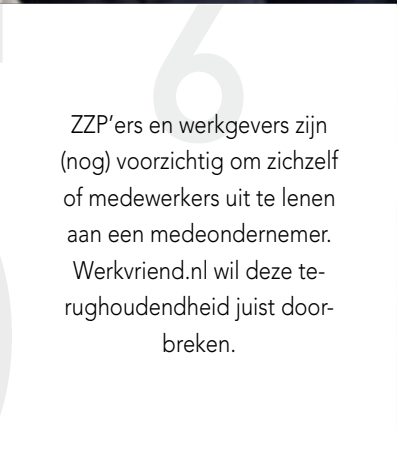 6
ZZP'ers en werkgevers zijn
(nog) voorzichtig om zichzelf
of medewerkers uit te lenen
aan een medeondernemer.
Werkvriend.nl wil deze te-
rughoudendheid juist door-
breken.